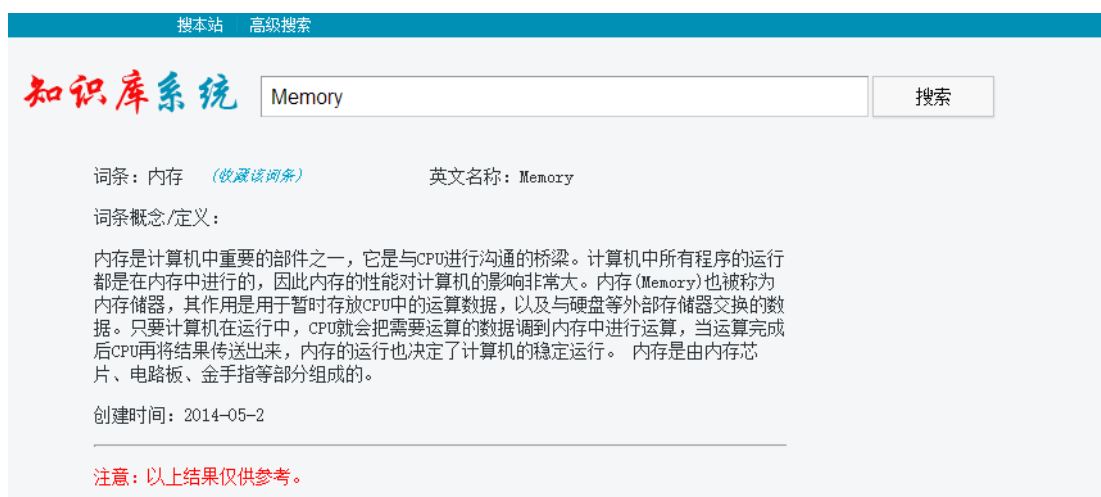 搜本站 高级搜索
知识库系统 Memory 搜索
词条：内存 (收藏该词条) 英文名称：Memory
词条概念/定义：
内存是计算机中重要的部件之一，它是与CPU进行沟通的桥梁。计算机中所有程序的运行
都是在内存中进行的，因此内存的性能对计算机的影响非常大。内存(Memory)也被称为
内存储器，其作用是用于暂时存放CPU中的运算数据，以及与硬盘等外部存储器交换的数
据。只要计算机在运行中，CPU就会把需要运算的数据调到内存中进行运算，当运算完成
后CPU再将结果传送出来，内存的运行也决定了计算机的稳定运行。 内存是由内存芯
片、电路板、金手指等部分组成的。
创建时间：2014-05-2
注意：以上结果仅供参考。